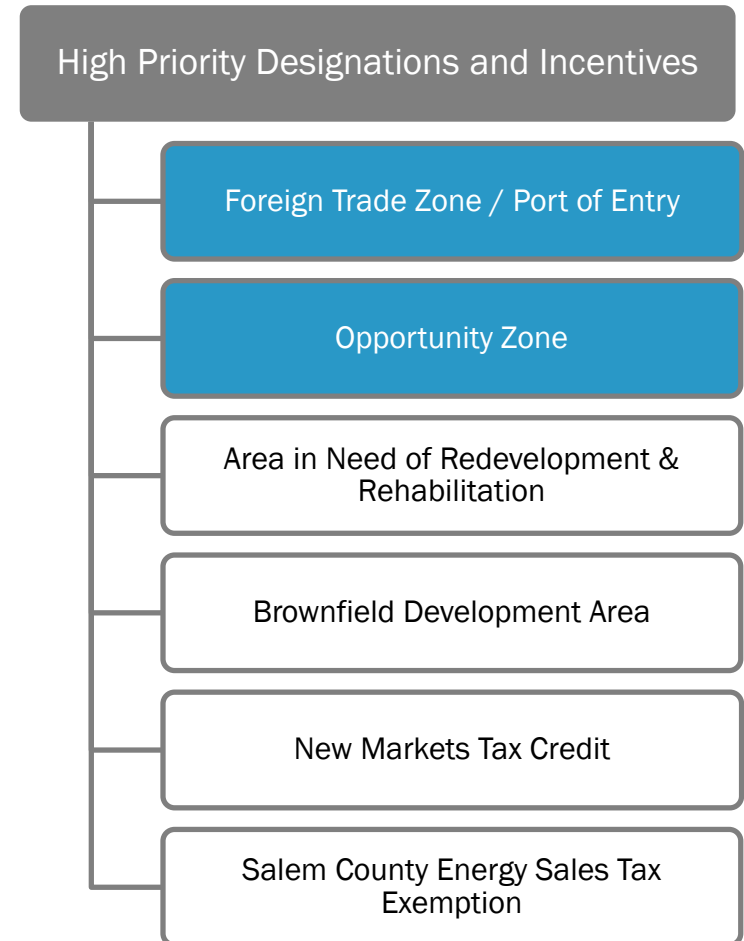 High Priority Designations and Incentives
Foreign Trade Zone / Port of Entry
Opportunity Zone
Area in Need of Redevelopment &
Rehabilitation
Brownfield Development Area
New Markets Tax Credit
Salem County Energy Sales Tax
Exemption